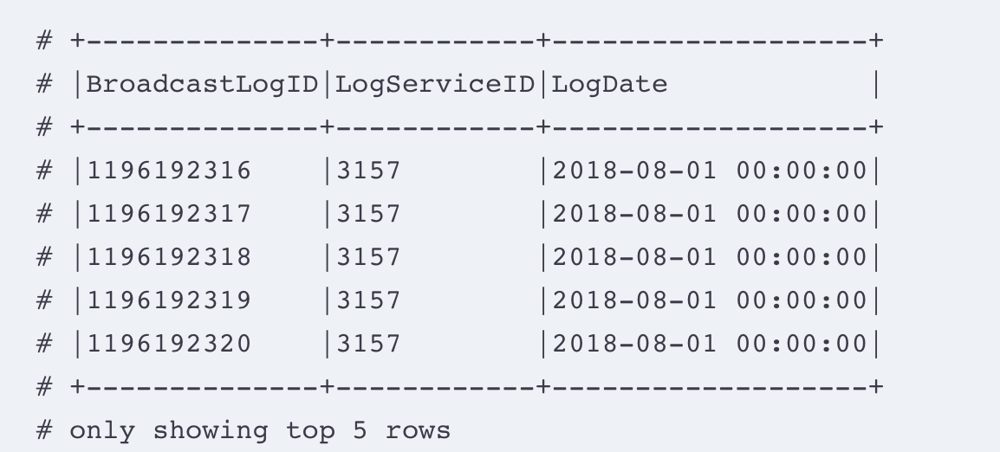 # +--------------+------------+-------------------+
# |BroadcastLogID|LogServiceID|LogDate            |
# +--------------+------------+-------------------+
# |1196192316    |3157        |2018-08-01 00:00:00|
# |1196192317    |3157        |2018-08-01 00:00:00|
# |1196192318    |3157        |2018-08-01 00:00:00|
# |1196192319    |3157        |2018-08-01 00:00:00|
# |1196192320    |3157        |2018-08-01 00:00:00|
# +--------------+------------+-------------------+
# only showing top 5 rows